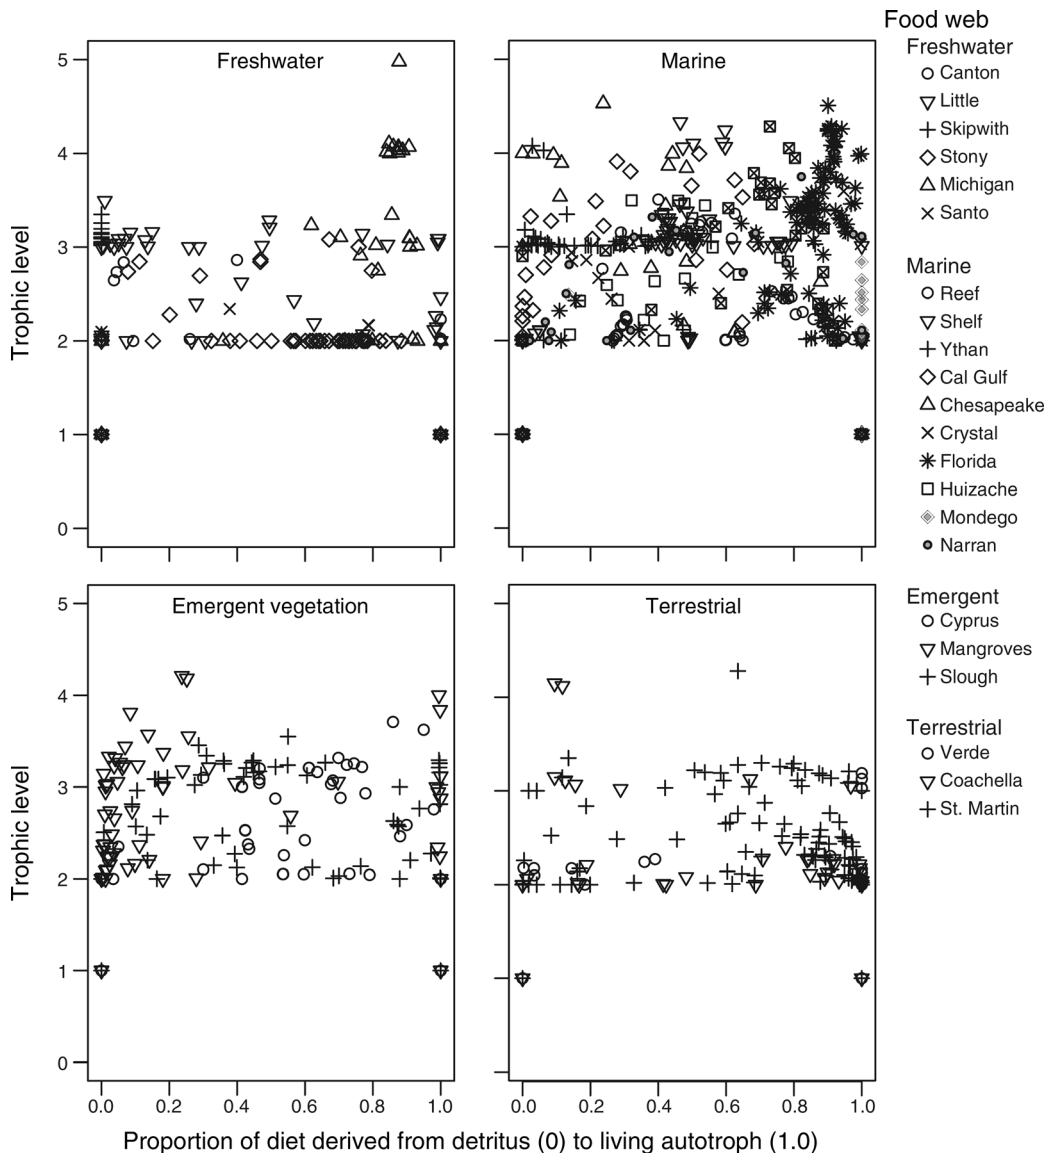 Food web
Freshwater
Canton
Little
Skipwith
Stony
Michigan
Santo
Marine
Reef
Shelf
Ythan
Cal Gulf
Chesapeake
Crystal
Florida
Huizache
Mondego
Narran
Emergent
Cyprus
Mangroves
Slough
Terrestrial
Verde
Coachella
St. Martin
Freshwater
Marine
5
4
3
2
1
0
Trophic level
Emergent vegetation
Terrestrial
5
4
3
2
1
0
Trophic level
0.0 0.2 0.4 0.6 0.8 1.0
0.0 0.2 0.4 0.6 0.8 1.0
Proportion of diet derived from detritus (0) to living autotroph (1.0)